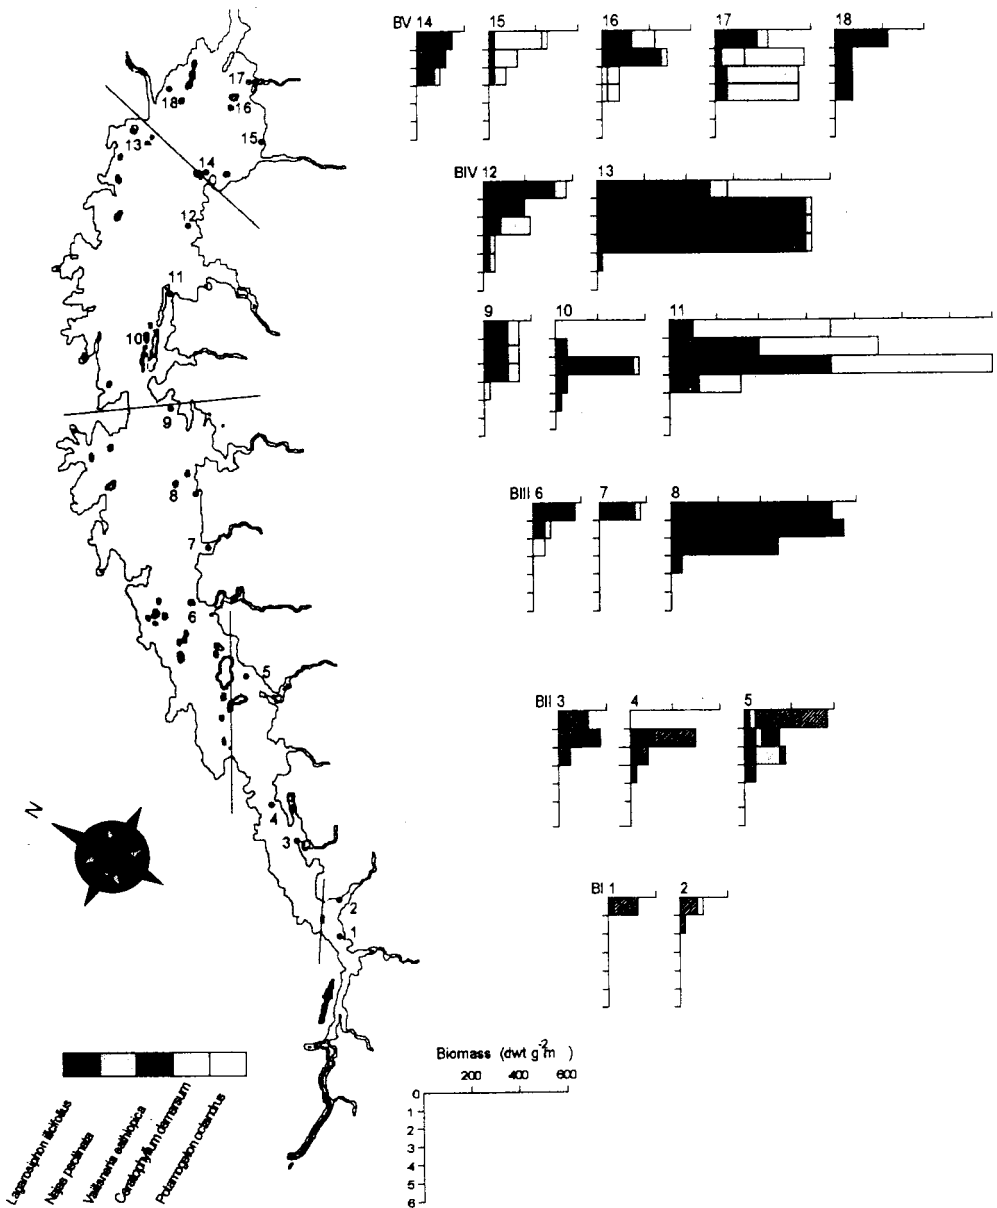 BV 14 15 16 17 18
BIV 12 13
9 10 11
BIII 6 7 8
BII 3 4 5
BI 1 2
17
18
16
15
13
14
12
11
10
9
8
7
6
5
4
3
2
1
N
Biomass (dwt g m⁻²)
200 400 600
0
1
2
3
4
5
6
Lagarosiphon ilicifolius
Najas pectinata
Vallisneria aethiopica
Ceratophyllum demersum
Potamogeton octandrus